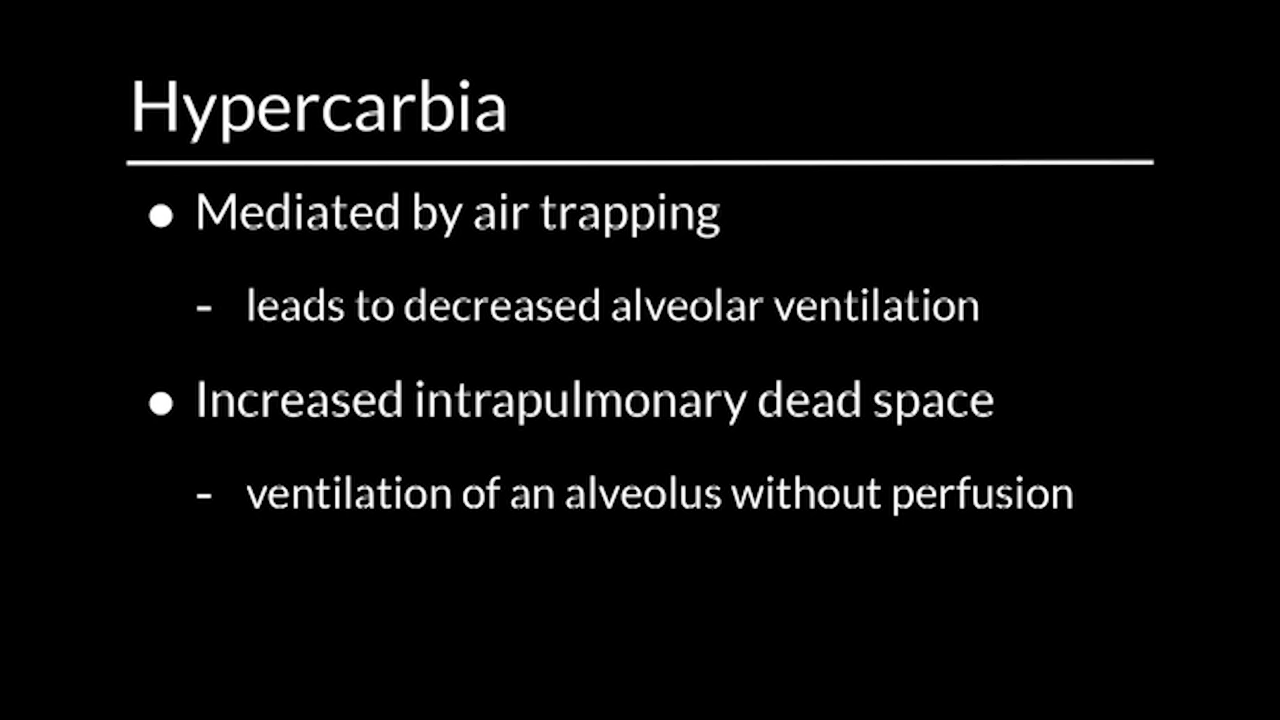 Hypercarbia
● Mediated by air trapping
- leads to decreased alveolar ventilation
● Increased intrapulmonary dead space
- ventilation of an alveolus without perfusion